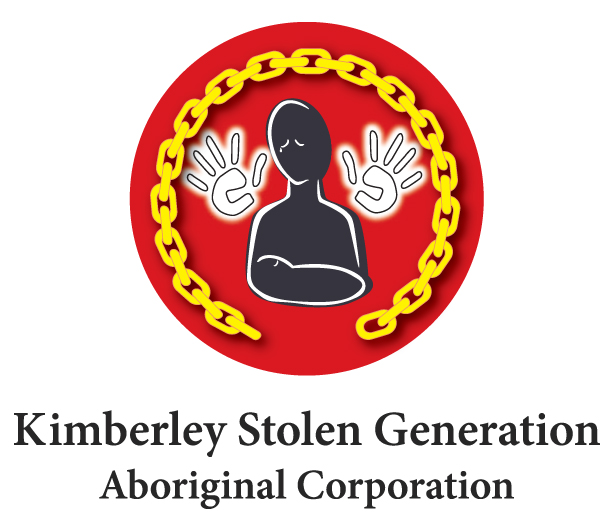 Kimberley Stolen Generation
Aboriginal Corporation